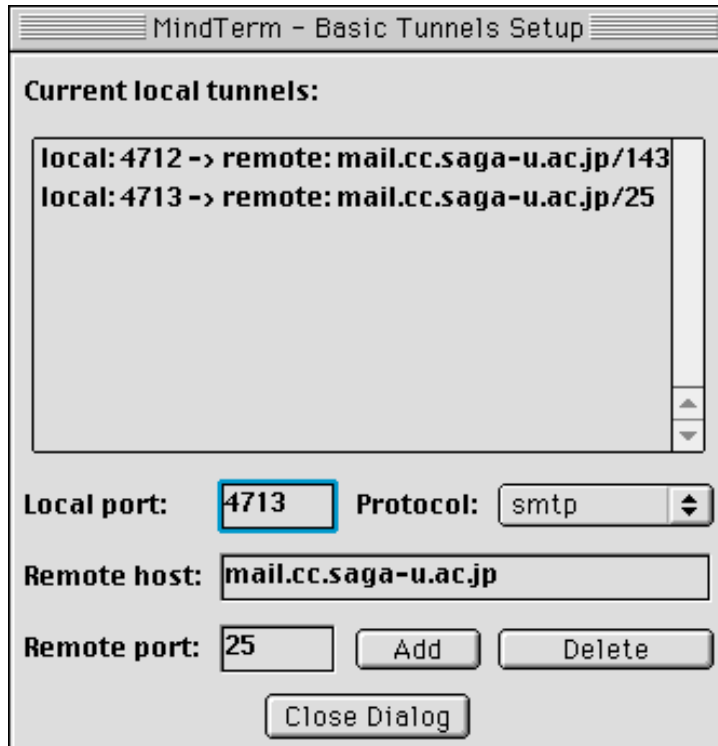 MindTerm - Basic Tunnels Setup
Current local tunnels:
local: 4712 -> remote: mail.cc.saga-u.ac.jp/143
local: 4713 -> remote: mail.cc.saga-u.ac.jp/25
Local port: 4713 Protocol: smtp
Remote host: mail.cc.saga-u.ac.jp
Remote port: 25 Add Delete
Close Dialog